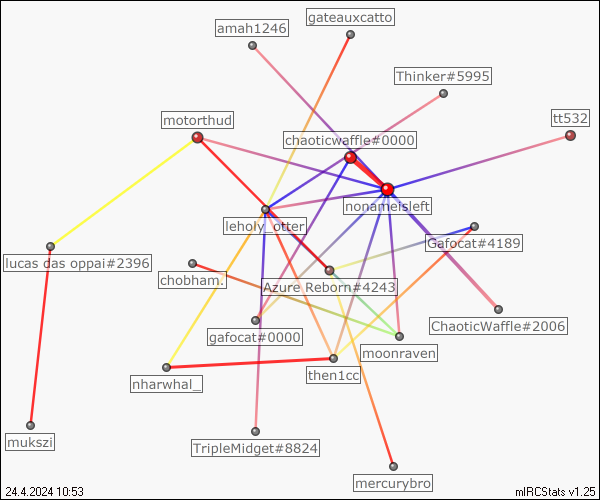 gateauxcatto
amah1246
Thinker#5995
motorthud
tt532
chaoticwaffle#0000
nonameisleft
leholy_otter
Gafocat#4189
lucas das oppai#2396
chobham.
Azure Reborn#4243
ChaoticWaffle#2006
gafocat#0000
moonraven
then1cc
nharwhal_
mukszi
TripleMidget#8824
mercurybro
24.4.2024 10:53
mIRCStats v1.25